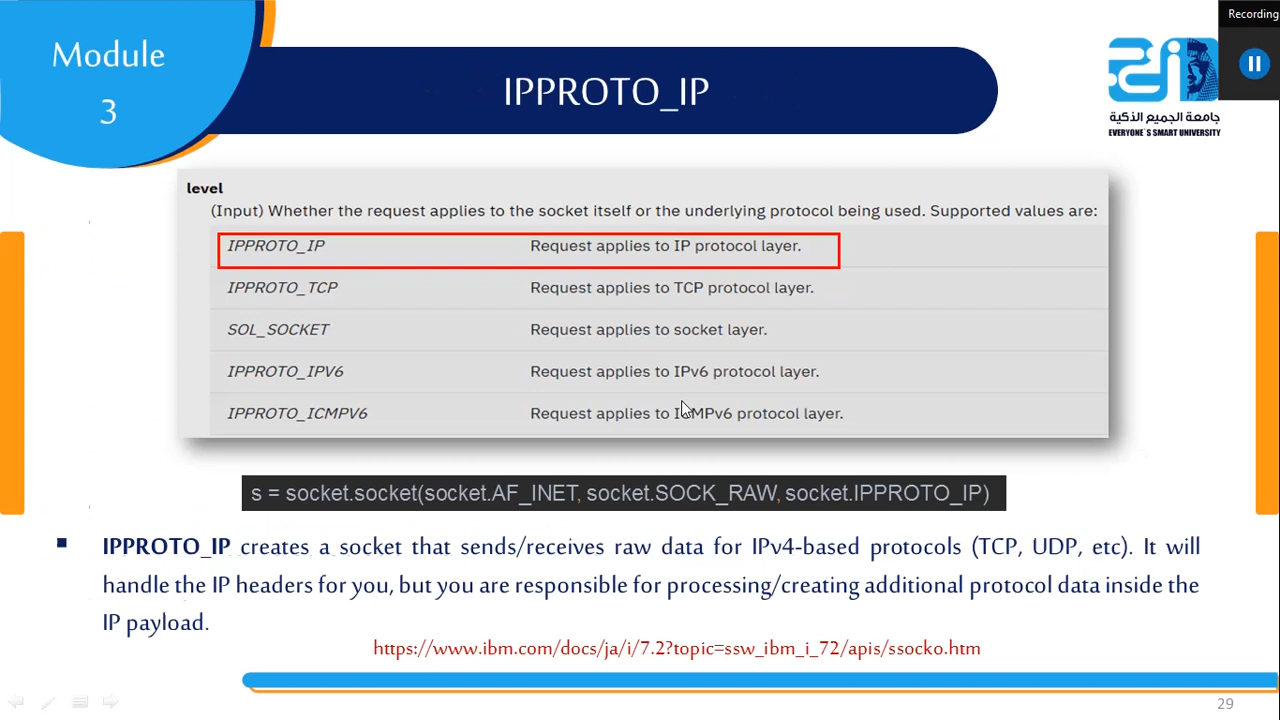 Recording
Module
3
IPPROTO_IP
جامعة الجميع الذكية
EVERYONE'S SMART UNIVERSITY
level
(Input) Whether the request applies to the socket itself or the underlying protocol being used. Supported values are:
IPPROTO_IP Request applies to IP protocol layer.
IPPROTO_TCP Request applies to TCP protocol layer.
SOL_SOCKET Request applies to socket layer.
IPPROTO_IPV6 Request applies to IPv6 protocol layer.
IPPROTO_ICMPV6 Request applies to ICMPv6 protocol layer.
s = socket.socket(socket.AF_INET, socket.SOCK_RAW, socket.IPPROTO_IP)
▪ IPPROTO_IP creates a socket that sends/receives raw data for IPv4-based protocols (TCP, UDP, etc). It will
handle the IP headers for you, but you are responsible for processing/creating additional protocol data inside the
IP payload.
https://www.ibm.com/docs/ja/i/7.2?topic=ssw_ibm_i_72/apis/ssocko.htm
29